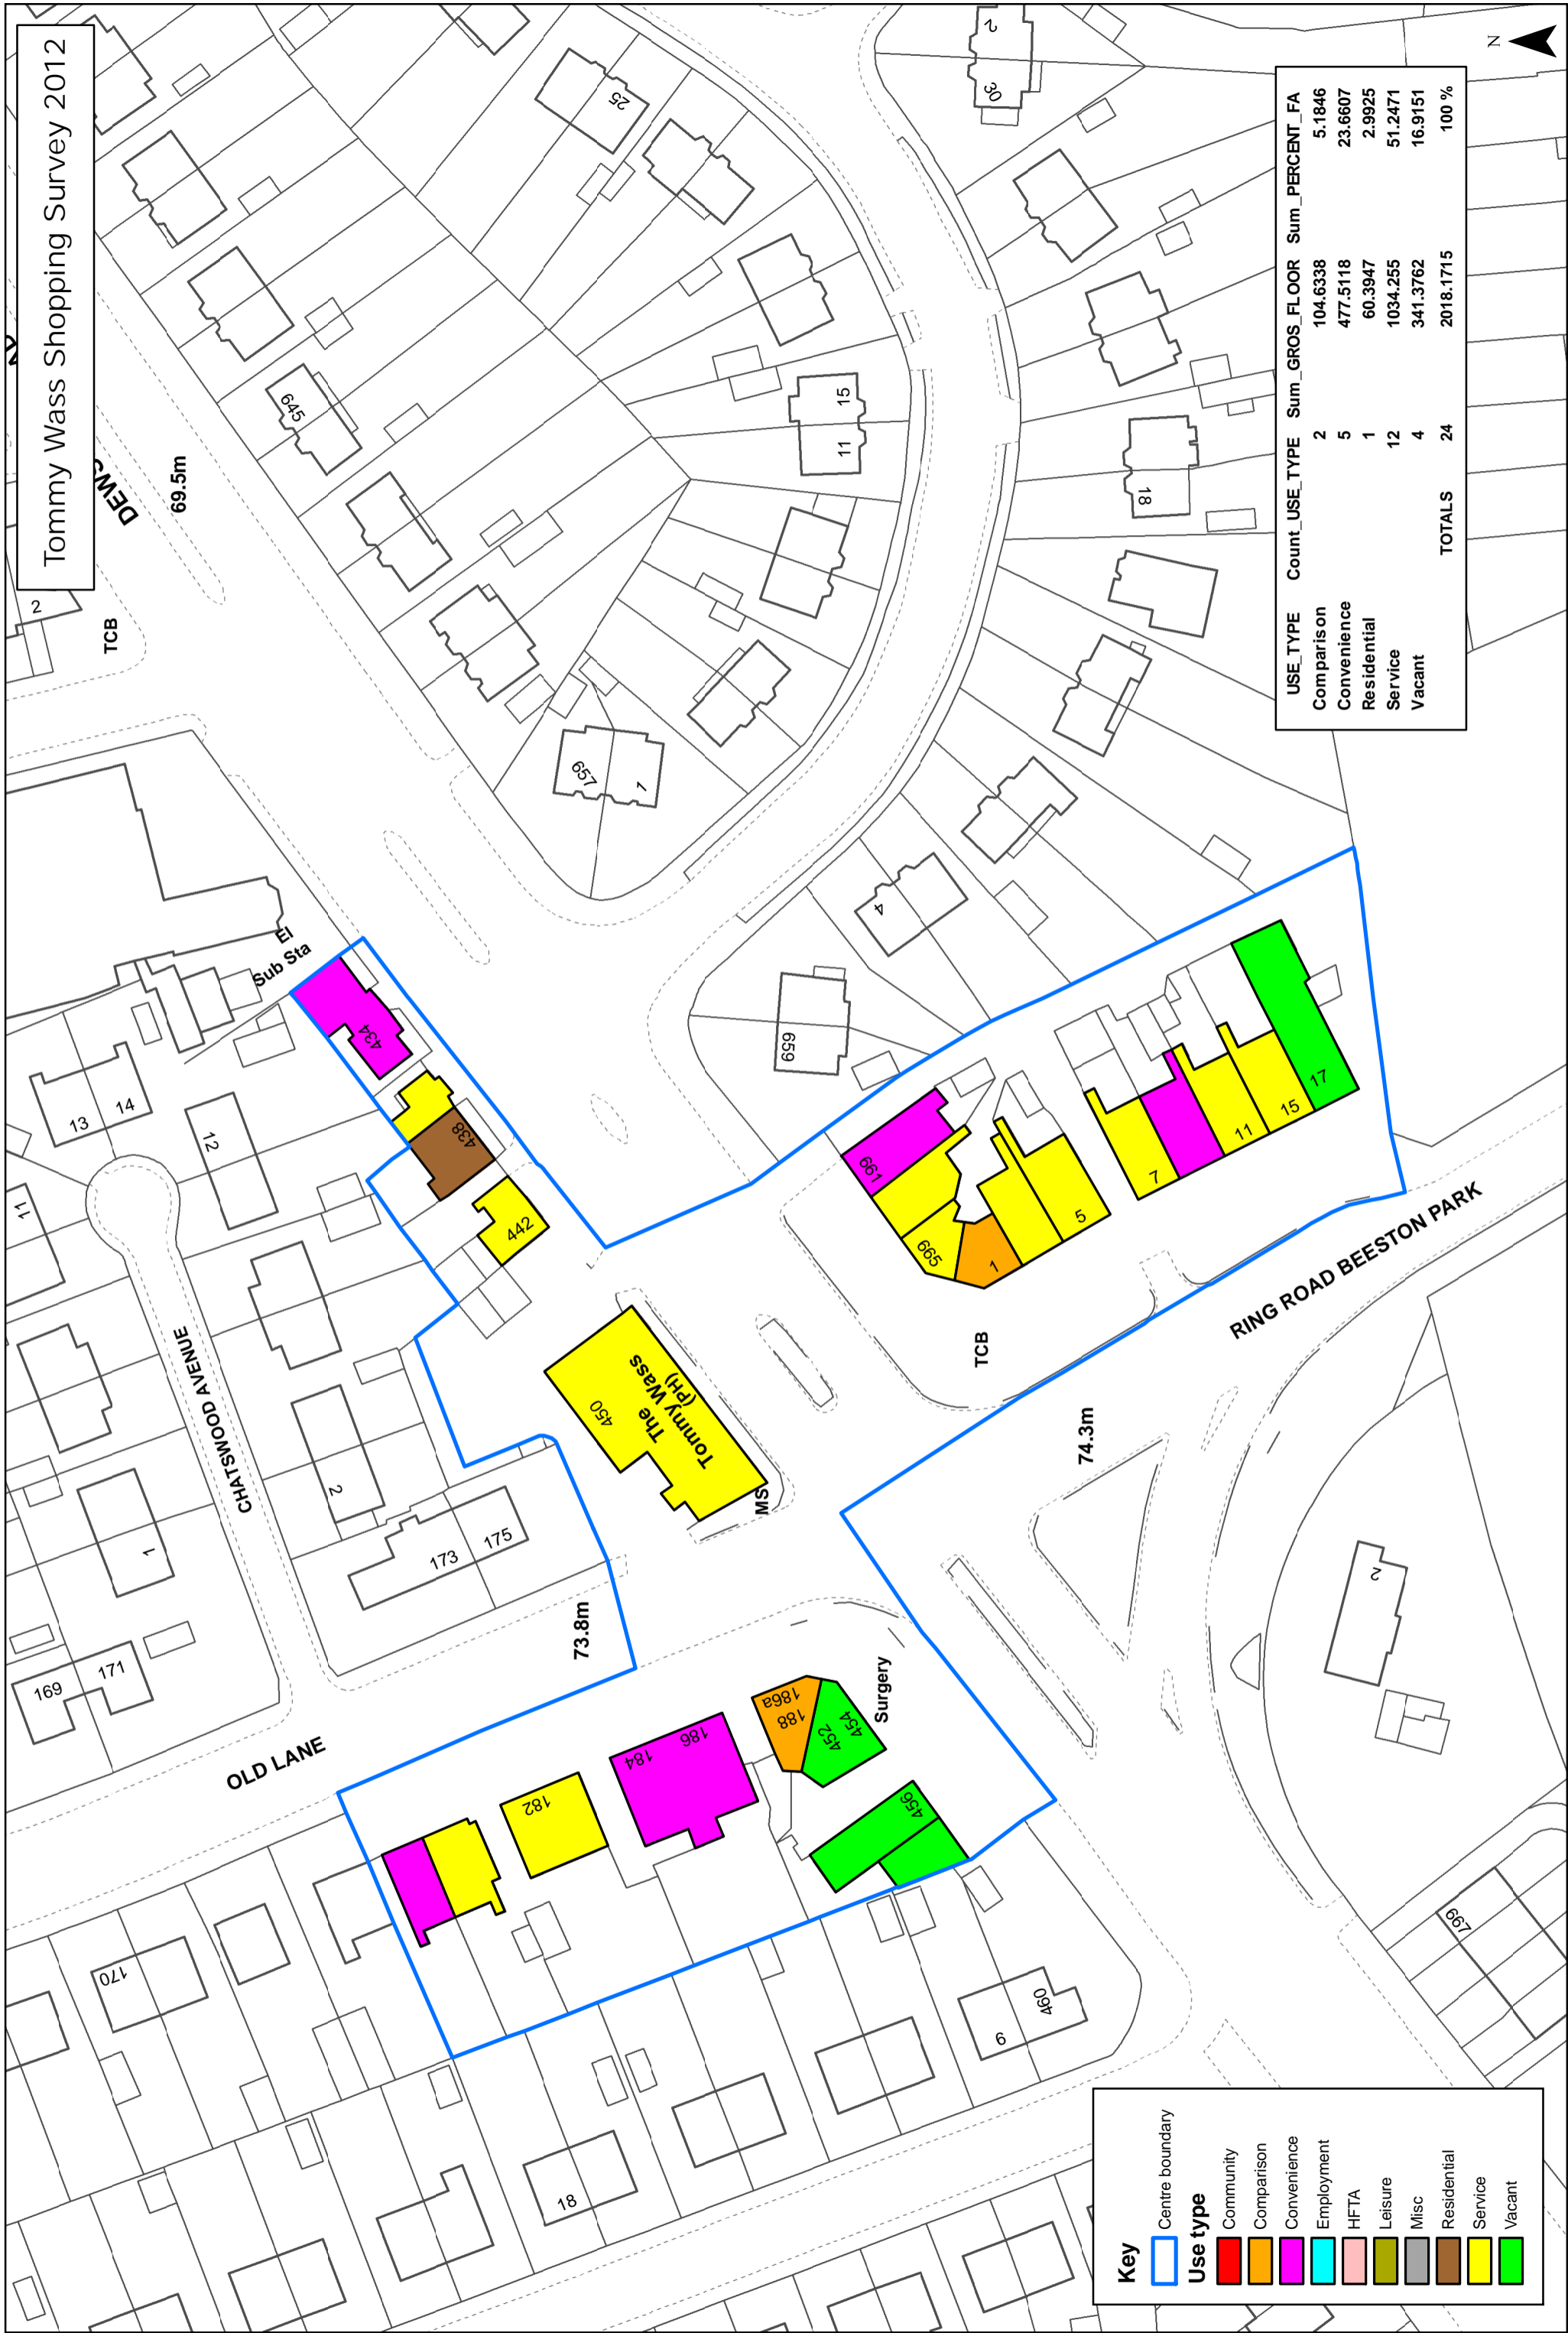 Tommy Wass Shopping Survey 2012
N
USE_TYPE Count_USE_TYPE Sum_GROS_FLOOR Sum_PERCENT_FA
Comparison 2 104.6338 5.1846
Convenience 5 477.5118 23.6607
Residential 1 60.3947 2.9925
Service 12 1034.255 51.2471
Vacant 4 341.3762 16.9151
TOTALS 24 2018.1715 100 %
Key
Centre boundary
Use type
Community
Comparison
Convenience
Employment
HFTA
Leisure
Misc
Residential
Service
Vacant
DEWS
69.5m
2
TCB
645
25
657
1
11
15
30
2
18
4
659
El
Sub Sta
434
438
442
13
14
12
11
CHATSWOOD AVENUE
2
1
173
175
169
171
73.8m
OLD LANE
450
The
Tommy Wass
(PH)
MS
TCB
74.3m
RING ROAD BEESTON PARK
661
665
1
5
7
11
15
17
182
184
186
186a
188
452
454
Surgery
456
460
9
170
18
2
667